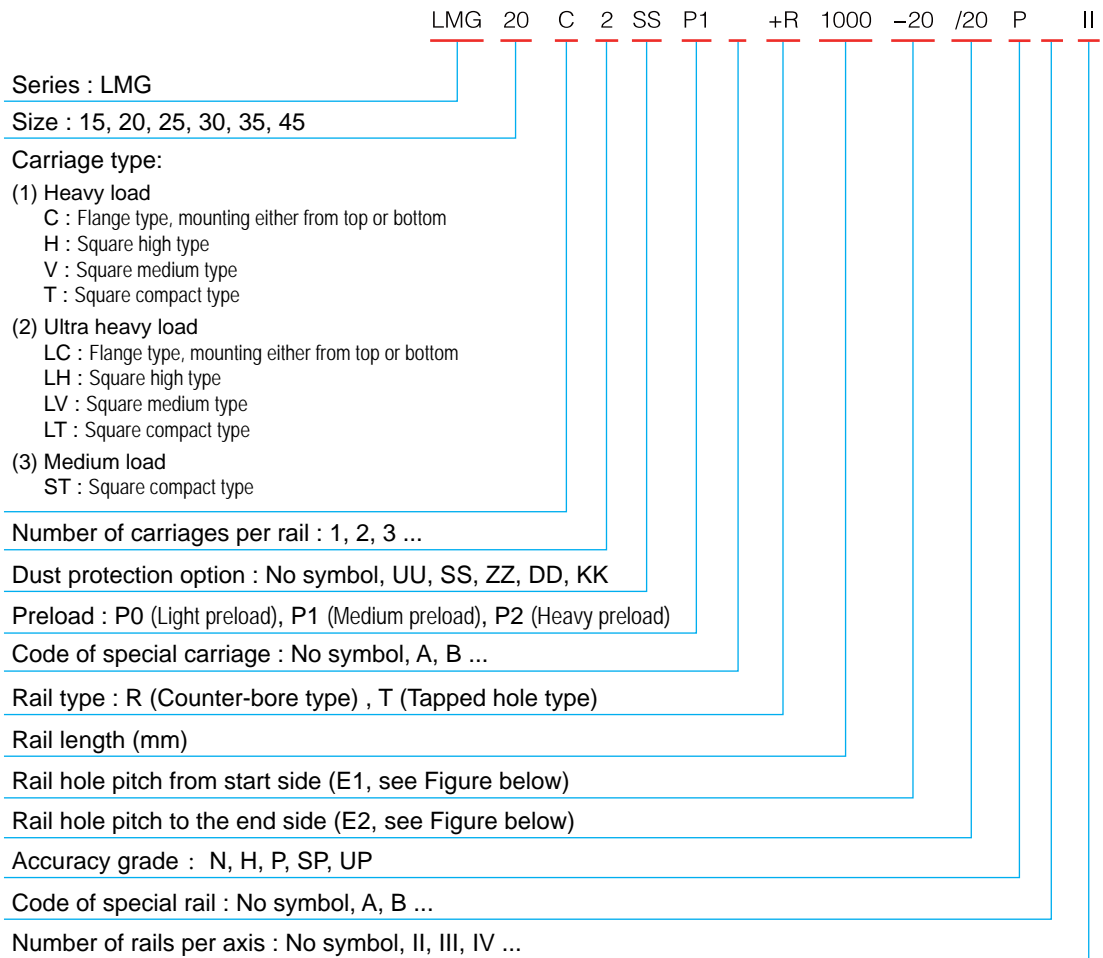 LMG 20 C 2 SS P1 +R 1000 –20 /20 P II
Series : LMG
Size : 15, 20, 25, 30, 35, 45
Carriage type:
(1) Heavy load
C : Flange type, mounting either from top or bottom
H : Square high type
V : Square medium type
T : Square compact type
(2) Ultra heavy load
LC : Flange type, mounting either from top or bottom
LH : Square high type
LV : Square medium type
LT : Square compact type
(3) Medium load
ST : Square compact type
Number of carriages per rail : 1, 2, 3 ...
Dust protection option : No symbol, UU, SS, ZZ, DD, KK
Preload : P0 (Light preload), P1 (Medium preload), P2 (Heavy preload)
Code of special carriage : No symbol, A, B ...
Rail type : R (Counter-bore type) , T (Tapped hole type)
Rail length (mm)
Rail hole pitch from start side (E1, see Figure below)
Rail hole pitch to the end side (E2, see Figure below)
Accuracy grade : N, H, P, SP, UP
Code of special rail : No symbol, A, B ...
Number of rails per axis : No symbol, II, III, IV ...